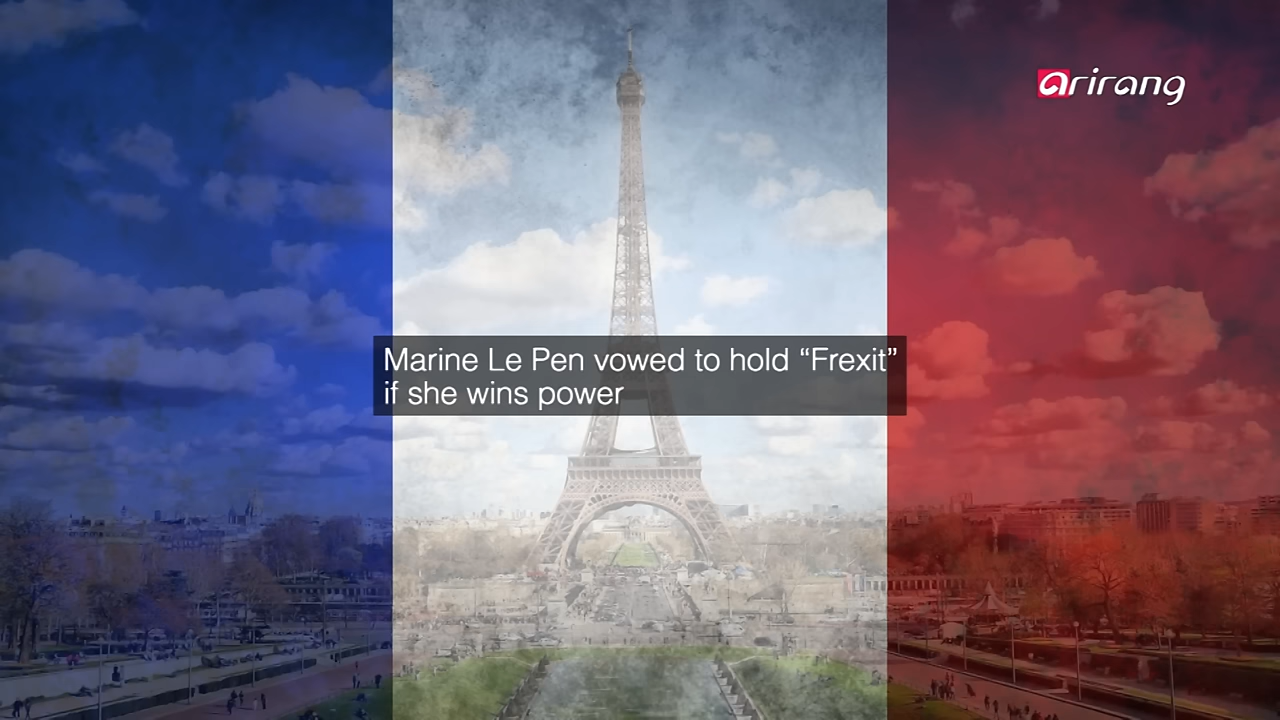 arirang
Marine Le Pen vowed to hold “Frexit”
if she wins power